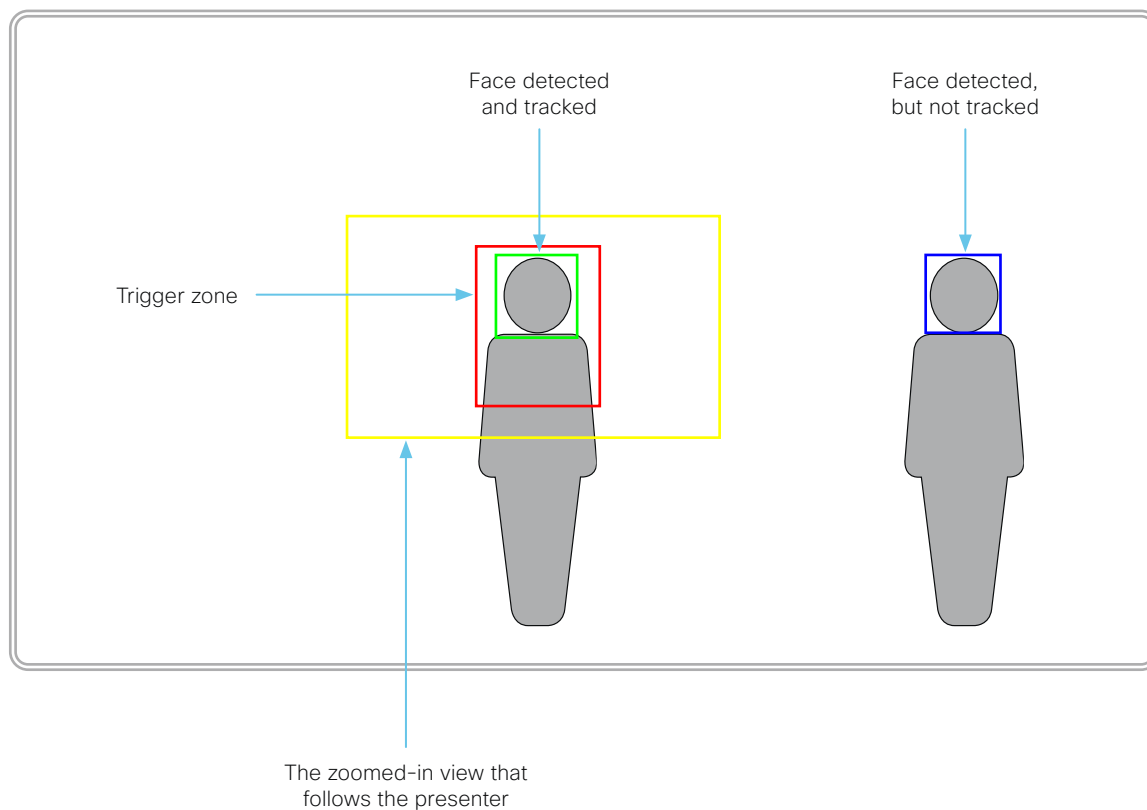 Face detected
and tracked
Face detected,
but not tracked
Trigger zone
The zoomed-in view that
follows the presenter